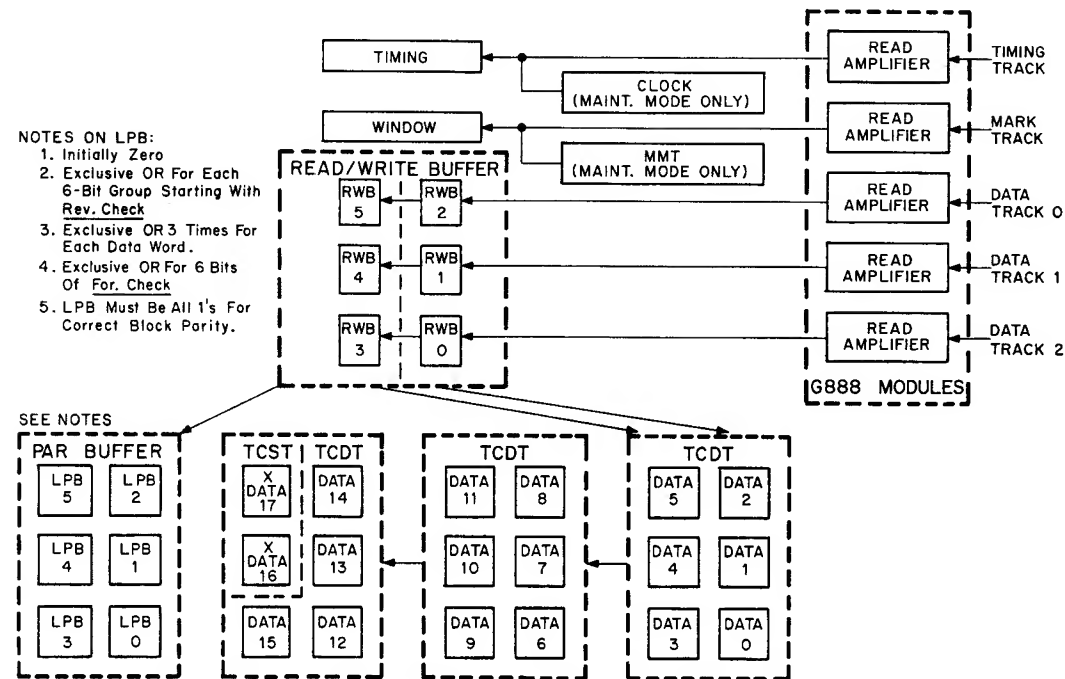 TIMING
CLOCK
(MAINT. MODE ONLY)
WINDOW
MMT
(MAINT. MODE ONLY)
READ
AMPLIFIER
TIMING
TRACK
READ
AMPLIFIER
MARK
TRACK
READ
AMPLIFIER
DATA
TRACK 0
READ
AMPLIFIER
DATA
TRACK 1
READ
AMPLIFIER
DATA
TRACK 2
G888 MODULES
NOTES ON LPB:
1. Initially Zero
2. Exclusive OR For Each
6-Bit Group Starting With
Rev. Check
3. Exclusive OR 3 Times For
Each Data Word.
4. Exclusive OR For 6 Bits
Of For. Check
5. LPB Must Be All 1's For
Correct Block Parity.
READ/WRITE BUFFER
RWB
5
RWB
2
RWB
4
RWB
1
RWB
3
RWB
0
SEE NOTES
PAR BUFFER
LPB
5
LPB
2
LPB
4
LPB
1
LPB
3
LPB
0
TCST
TCDT
X
DATA
17
DATA
14
X
DATA
16
DATA
13
DATA
15
DATA
12
TCDT
DATA
11
DATA
8
DATA
10
DATA
7
DATA
9
DATA
6
TCDT
DATA
5
DATA
2
DATA
4
DATA
1
DATA
3
DATA
0